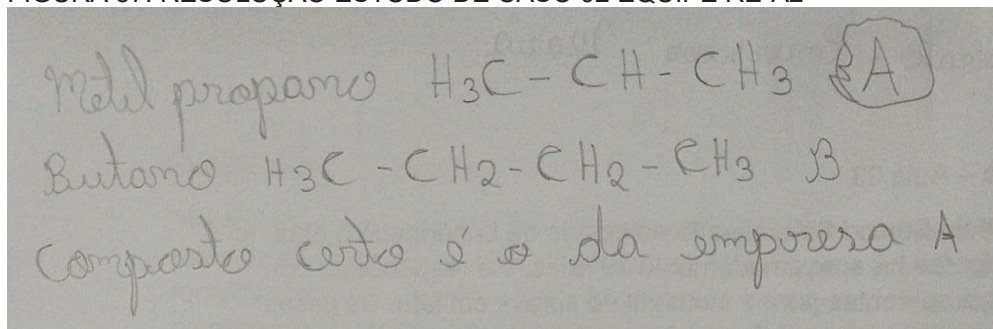 Metil propano H3C - CH - CH3 A
Butano H3C - CH2 - CH2 - CH3 B
Composto certo é o da empresa A